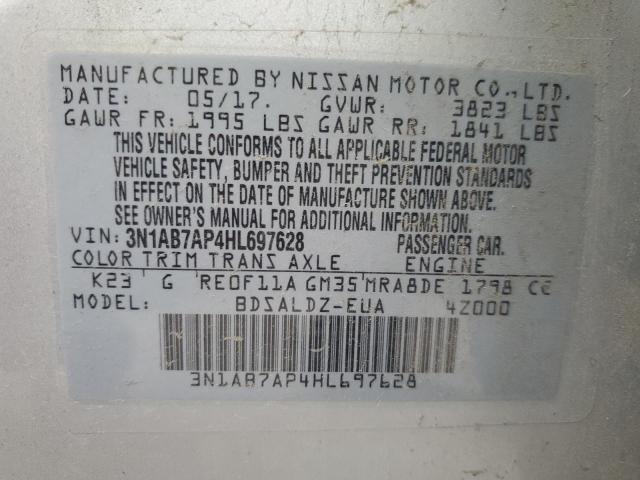 MANUFACTURED BY NISSAN MOTOR CO.,LTD.
DATE: 05/17. GVWR: 3823 LBS
GAWR FR: 1995 LBS GAWR RR: 1841 LBS
THIS VEHICLE CONFORMS TO ALL APPLICABLE FEDERAL MOTOR
VEHICLE SAFETY, BUMPER AND THEFT PREVENTION STANDARDS
IN EFFECT ON THE DATE OF MANUFACTURE SHOWN ABOVE.
SEE OWNER'S MANUAL FOR ADDITIONAL INFORMATION
VIN: 3N1AB7AP4HL697628 PASSENGER CAR.
COLOR TRIM TRANS AXLE ENGINE
K23 G RE0F11A GM35 MRA8DE 1798 CC
MODEL: BDSALDZ-EUA 4Z000
3N1AB7AP4HL697628